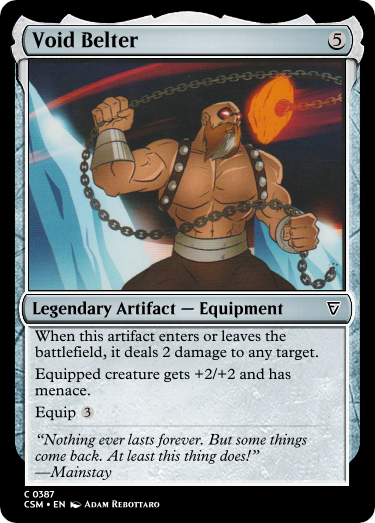 Void Belter 5
Legendary Artifact — Equipment
When this artifact enters or leaves the
battlefield, it deals 2 damage to any target.
Equipped creature gets +2/+2 and has
menace.
Equip 3
“Nothing ever lasts forever. But some things
come back. At least this thing does!”
—Mainstay
C 0387
CSM • EN Adam Rebottaro